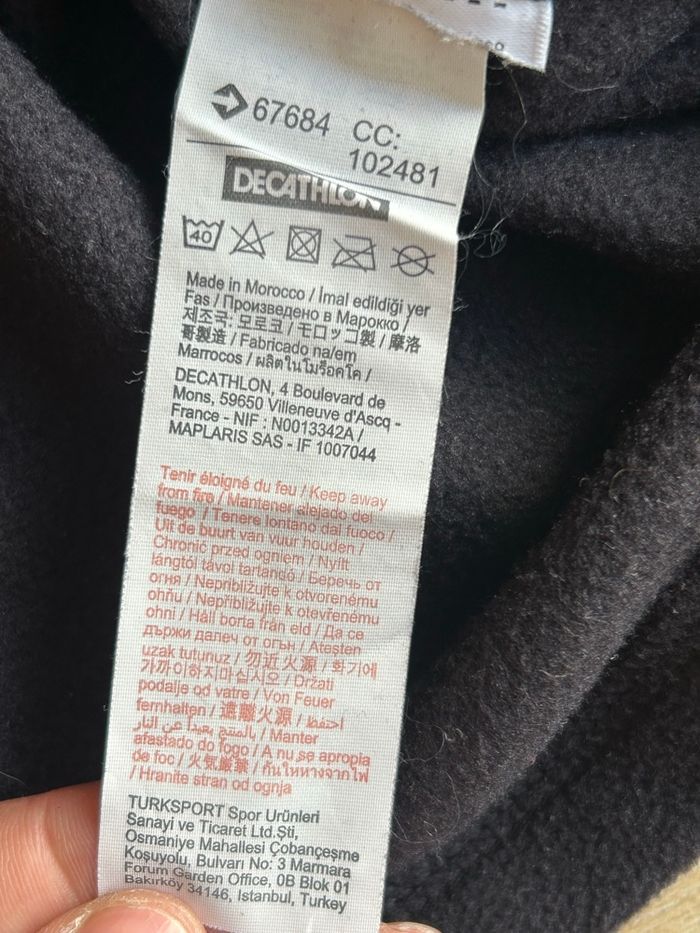 67684 CC:
102481
DECATHLON
40
Made in Morocco / İmal edildiği yer
Fas / Произведено в Марокко /
제조국: 모로코 / モロッコ製 / 摩洛
哥製造 / Fabricado na/em
Marrocos / ผลิตในโมร็อคโค /
DECATHLON, 4 Boulevard de
Mons, 59650 Villeneuve d'Ascq -
France - NIF : N0013342A /
MAPLARIS SAS - IF 1007044
Tenir éloigné du feu / Keep away
from fire / Mantener alejado del
fuego / Tenere lontano dal fuoco /
Uit de buurt van vuur houden /
Chronić przed ogniem / Nyílt
lángtól távol tartandó / Беречь от
огня / Nepribližujte k otvorenému
ohňu / Nepřibližujte k otevřenému
ohni / Håll borta från eld / Да се
държи далеч от огън / Ateşten
uzak tutunuz / 勿近火源 / 화기에
가까이하지마십시오 / Držati
podalje od vatre / Von Feuer
fernhalten / 遠離火源 / احتفظ
بالمنتج بعيداً عن النار / Manter
afastado do fogo / A nu se apropia
de foc / 火気厳禁 / กันให้ห่างจากไฟ
/ Hranite stran od ognja
TURKSPORT Spor Urünleri
Sanayi ve Ticaret Ltd.Şti,
Osmaniye Mahallesi Çobançeşme
Koşuyolu, Bulvarı No: 3 Marmara
Forum Garden Office, 0B Blok 01
Bakırköy 34146, Istanbul, Turkey